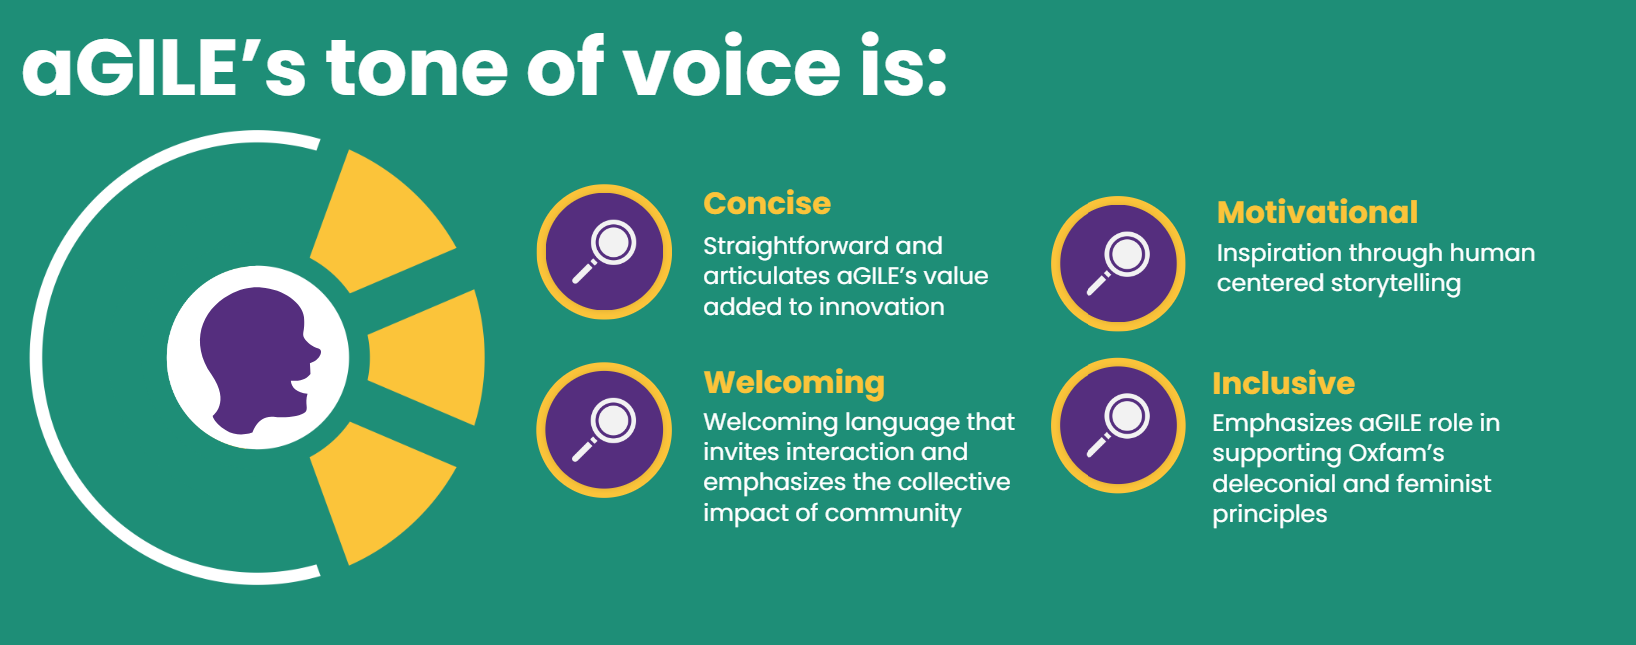 aGILE’s tone of voice is:
Concise
Straightforward and
articulates aGILE’s value
added to innovation
Motivational
Inspiration through human
centered storytelling
Welcoming
Welcoming language that
invites interaction and
emphasizes the collective
impact of community
Inclusive
Emphasizes aGILE role in
supporting Oxfam’s
deleconial and feminist
principles